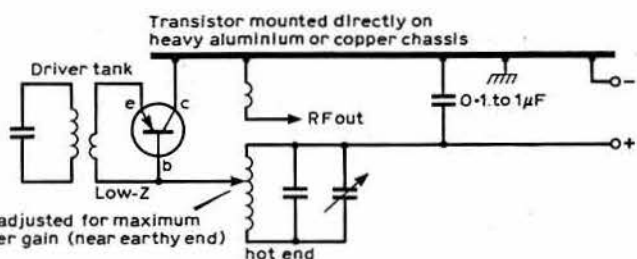 Transistor mounted directly on
heavy aluminium or copper chassis
Driver tank
e
c
b
RF out
0·1 to 1µF
−
+
Low-Z
adjusted for maximum
er gain (near earthy end)
hot end